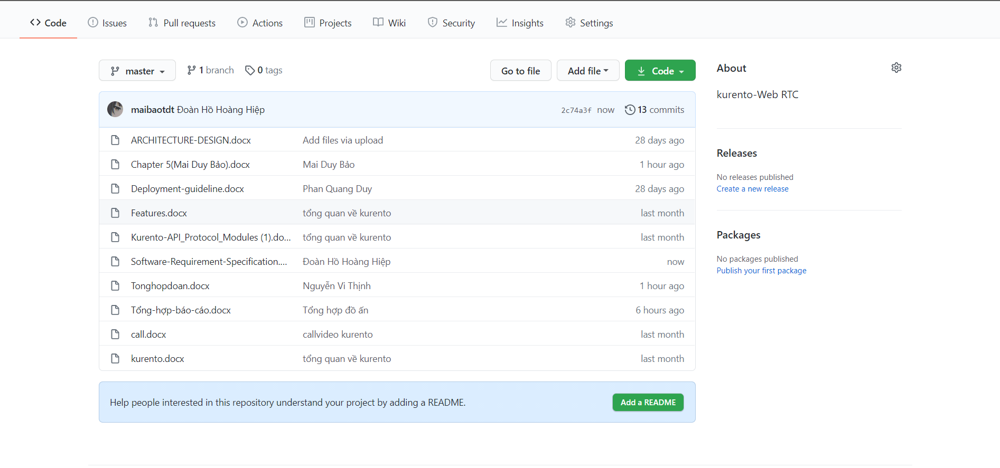 Code Issues Pull requests Actions Projects Wiki Security Insights Settings
master 1 branch 0 tags Go to file Add file Code
maibaotdt Đoàn Hồ Hoàng Hiệp 2c74a3f now 13 commits
ARCHITECTURE-DESIGN.docx Add files via upload 28 days ago
Chapter 5(Mai Duy Bảo).docx Mai Duy Bảo 1 hour ago
Deployment-guideline.docx Phan Quang Duy 28 days ago
Features.docx tổng quan về kurento last month
Kurento-API_Protocol_Modules (1).do... tổng quan về kurento last month
Software-Requirement-Specification.... Đoàn Hồ Hoàng Hiệp now
Tonghopdoan.docx Nguyễn Vi Thịnh 1 hour ago
Tổng-hợp-báo-cáo.docx Tổng hợp đồ ấn 6 hours ago
call.docx callvideo kurento last month
kurento.docx tổng quan về kurento last month
Help people interested in this repository understand your project by adding a README. Add a README
About
kurento-Web RTC
Releases
No releases published
Create a new release
Packages
No packages published
Publish your first package